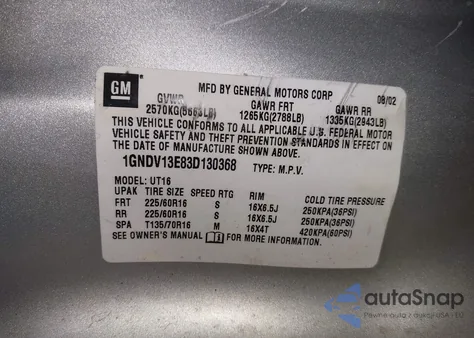 GM
MFD BY GENERAL MOTORS CORP 08/02
GVWR GAWR FRT GAWR RR
2570KG(5663LB) 1265KG(2788LB) 1335KG(2943LB)
THIS VEHICLE CONFORMS TO ALL APPLICABLE U.S. FEDERAL MOTOR
VEHICLE SAFETY AND THEFT PREVENTION STANDARDS IN EFFECT ON
THE DATE OF MANUFACTURE SHOWN ABOVE.
1GNDV13E83D130368 TYPE: M.P.V.
MODEL: UT16
UPAK TIRE SIZE SPEED RTG RIM COLD TIRE PRESSURE
FRT 225/60R16 S 16X6.5J 250KPA(36PSI)
RR 225/60R16 S 16X6.5J 250KPA(36PSI)
SPA T135/70R16 M 16X4T 420KPA(60PSI)
SEE OWNER'S MANUAL FOR MORE INFORMATION.
autoSnap